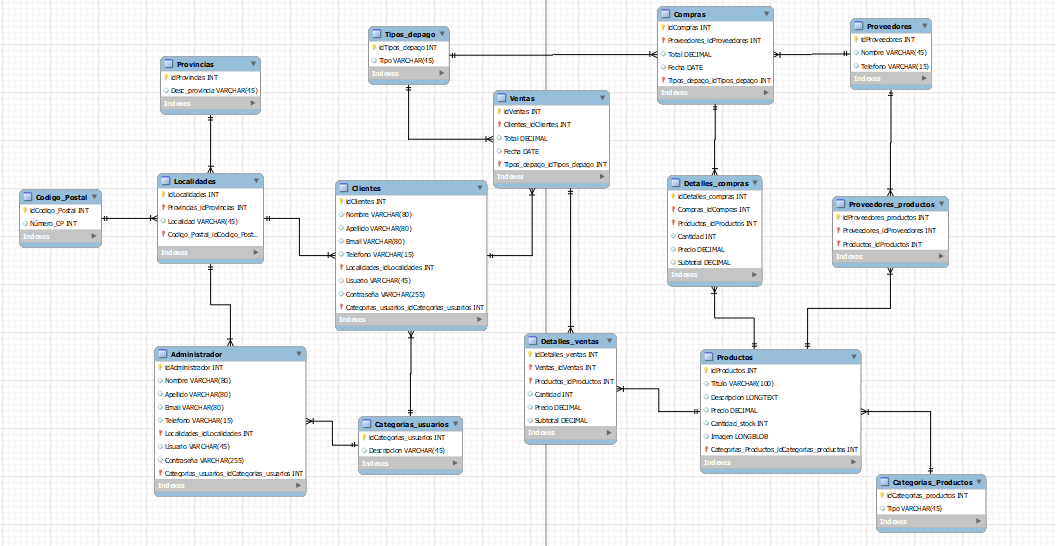 Compras
idCompras INT
Proveedores_idProveedores INT
Total DECIMAL
Fecha DATE
Tipos_depago_idTipos_depago INT
Indexes
Proveedores
idProveedores INT
Nombre VARCHAR(45)
Telefono VARCHAR(15)
Indexes
Tipos_depago
idTipos_depago INT
Tipo VARCHAR(45)
Indexes
Provincias
idProvincias INT
Desc_provincia VARCHAR(45)
Indexes
Ventas
idVentas INT
Clientes_idClientes INT
Total DECIMAL
Fecha DATE
Tipos_depago_idTipos_depago INT
Indexes
Localidades
idLocalidades INT
Provincias_idProvincias INT
Localidad VARCHAR(45)
Codigo_Postal_idCodigo_Post...
Indexes
Codigo_Postal
idCodigo_Postal INT
Número_CP INT
Indexes
Clientes
idClientes INT
Nombre VARCHAR(80)
Apellido VARCHAR(80)
Email VARCHAR(80)
Telefono VARCHAR(15)
Localidades_idLocalidades INT
Usuario VARCHAR(45)
Contraseña VARCHAR(255)
Categorias_usuarios_idCategorias_usuarios INT
Indexes
Detalles_compras
idDetalles_compras INT
Compras_idCompras INT
Productos_idProductos INT
Cantidad INT
Precio DECIMAL
Subtotal DECIMAL
Indexes
Proveedores_productos
idProveedores_productos INT
Proveedores_idProveedores INT
Productos_idProductos INT
Indexes
Administrador
idAdministrador INT
Nombre VARCHAR(80)
Apellido VARCHAR(80)
Email VARCHAR(80)
Telefono VARCHAR(15)
Localidades_idLocalidades INT
Usuario VARCHAR(45)
Contraseña VARCHAR(255)
Categorias_usuarios_idCategorias_usuarios INT
Indexes
Categorias_usuarios
idCategorias_usuarios INT
Descripcion VARCHAR(45)
Indexes
Detalles_ventas
idDetalles_ventas INT
Ventas_idVentas INT
Productos_idProductos INT
Cantidad INT
Precio DECIMAL
Subtotal DECIMAL
Indexes
Productos
idProductos INT
Titulo VARCHAR(100)
Descripcion LONGTEXT
Precio DECIMAL
Cantidad_stock INT
Imagen LONGBLOB
Categorias_Productos_idCategorias_productos INT
Indexes
Categorias_Productos
idCategorias_productos INT
Tipo VARCHAR(45)
Indexes